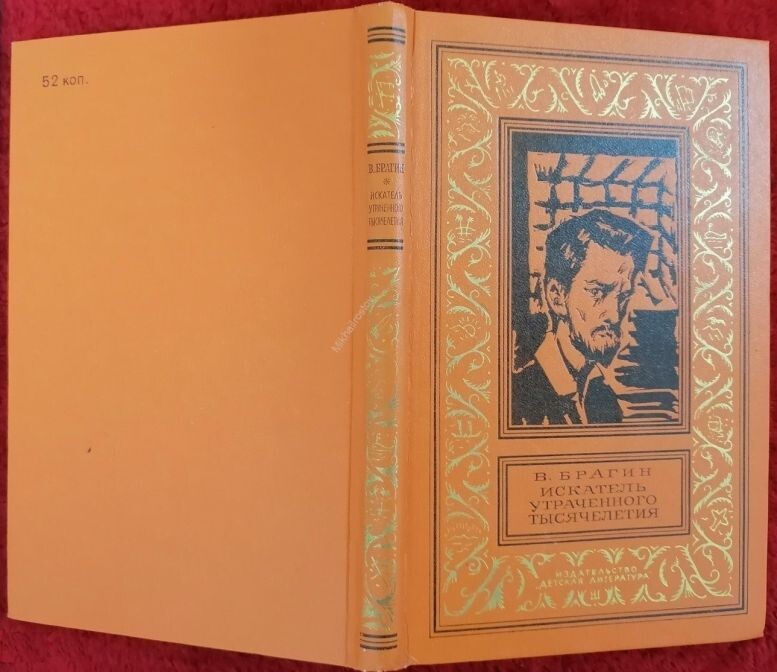 52 коп.
В. БРАГИН
ИСКАТЕЛЬ
УТРАЧЕННОГО
ТЫСЯЧЕЛЕТИЯ
В. БРАГИН
ИСКАТЕЛЬ
УТРАЧЕННОГО
ТЫСЯЧЕЛЕТИЯ
ИЗДАТЕЛЬСТВО
"ДЕТСКАЯ ЛИТЕРАТУРА"